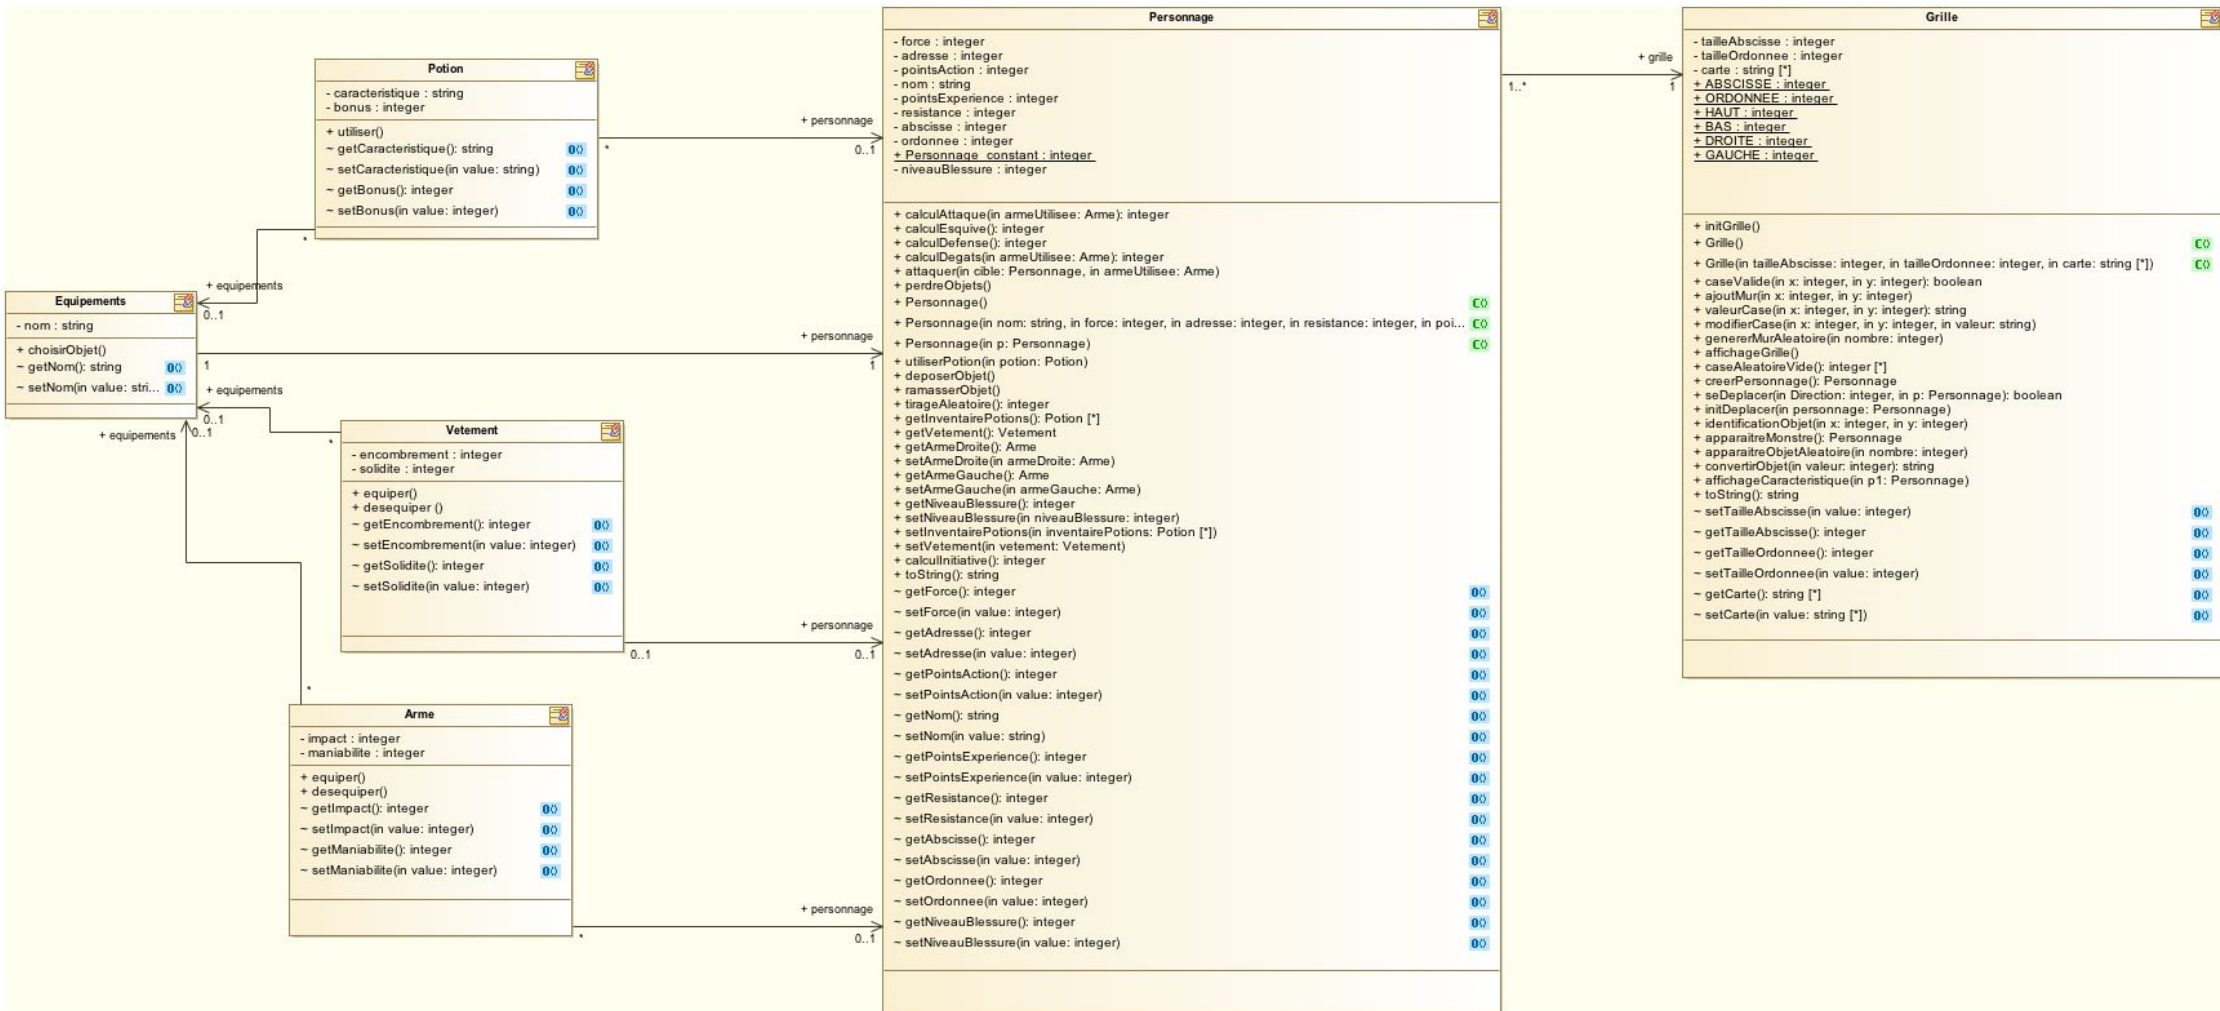 Potion
- caracteristique : string
- bonus : integer
+ utiliser()
~ getCaracteristique(): string
~ setCaracteristique(in value: string)
~ getBonus(): integer
~ setBonus(in value: integer)
*
*
+ personnage
0..1
+ equipements
0..1
Equipements
- nom : string
+ choisirObjet()
~ getNom(): string
~ setNom(in value: stri...
1
+ personnage
1
+ equipements
0..1
+ equipements
0..1
*
Vetement
- encombrement : integer
- solidite : integer
+ equiper()
+ desequiper ()
~ getEncombrement(): integer
~ setEncombrement(in value: integer)
~ getSolidite(): integer
~ setSolidite(in value: integer)
0..1
+ personnage
0..1
*
Arme
- impact : integer
- maniabilite : integer
+ equiper()
+ desequiper()
~ getImpact(): integer
~ setImpact(in value: integer)
~ getManiabilite(): integer
~ setManiabilite(in value: integer)
*
+ personnage
0..1
Personnage
- force : integer
- adresse : integer
- pointsAction : integer
- nom : string
- pointsExperience : integer
- resistance : integer
- abscisse : integer
- ordonnee : integer
+ Personnage_constant : integer
- niveauBlessure : integer
+ calculAttaque(in armeUtilisee: Arme): integer
+ calculEsquive(): integer
+ calculDefense(): integer
+ calculDegats(in armeUtilisee: Arme): integer
+ attaquer(in cible: Personnage, in armeUtilisee: Arme)
+ perdreObjets()
+ Personnage()
+ Personnage(in nom: string, in force: integer, in adresse: integer, in resistance: integer, in poi...
+ Personnage(in p: Personnage)
+ utiliserPotion(in potion: Potion)
+ deposerObjet()
+ ramasserObjet()
+ tirageAleatoire(): integer
+ getInventairePotions(): Potion [*]
+ getVetement(): Vetement
+ getArmeDroite(): Arme
+ setArmeDroite(in armeDroite: Arme)
+ getArmeGauche(): Arme
+ setArmeGauche(in armeGauche: Arme)
+ getNiveauBlessure(): integer
+ setNiveauBlessure(in niveauBlessure: integer)
+ setInventairePotions(in inventairePotions: Potion [*])
+ setVetement(in vetement: Vetement)
+ calculInitiative(): integer
+ toString(): string
~ getForce(): integer
~ setForce(in value: integer)
~ getAdresse(): integer
~ setAdresse(in value: integer)
~ getPointsAction(): integer
~ setPointsAction(in value: integer)
~ getNom(): string
~ setNom(in value: string)
~ getPointsExperience(): integer
~ setPointsExperience(in value: integer)
~ getResistance(): integer
~ setResistance(in value: integer)
~ getAbscisse(): integer
~ setAbscisse(in value: integer)
~ getOrdonnee(): integer
~ setOrdonnee(in value: integer)
~ getNiveauBlessure(): integer
~ setNiveauBlessure(in value: integer)
1..*
+ grille
1
Grille
- tailleAbscisse : integer
- tailleOrdonnee : integer
- carte : string [*]
+ ABSCISSE : integer
+ ORDONNEE : integer
+ HAUT : integer
+ BAS : integer
+ DROITE : integer
+ GAUCHE : integer
+ initGrille()
+ Grille()
+ Grille(in tailleAbscisse: integer, in tailleOrdonnee: integer, in carte: string [*])
+ caseValide(in x: integer, in y: integer): boolean
+ ajoutMur(in x: integer, in y: integer)
+ valeurCase(in x: integer, in y: integer): string
+ modifierCase(in x: integer, in y: integer, in valeur: string)
+ genererMurAleatoire(in nombre: integer)
+ affichageGrille()
+ caseAleatoireVide(): integer [*]
+ creerPersonnage(): Personnage
+ seDeplacer(in Direction: integer, in p: Personnage): boolean
+ initDeplacer(in personnage: Personnage)
+ identificationObjet(in x: integer, in y: integer)
+ apparaitreMonstre(): Personnage
+ apparaitreObjetAleatoire(in nombre: integer)
+ convertirObjet(in valeur: integer): string
+ affichageCaracteristique(in p1: Personnage)
+ toString(): string
~ setTailleAbscisse(in value: integer)
~ getTailleAbscisse(): integer
~ getTailleOrdonnee(): integer
~ setTailleOrdonnee(in value: integer)
~ getCarte(): string [*]
~ setCarte(in value: string [*])